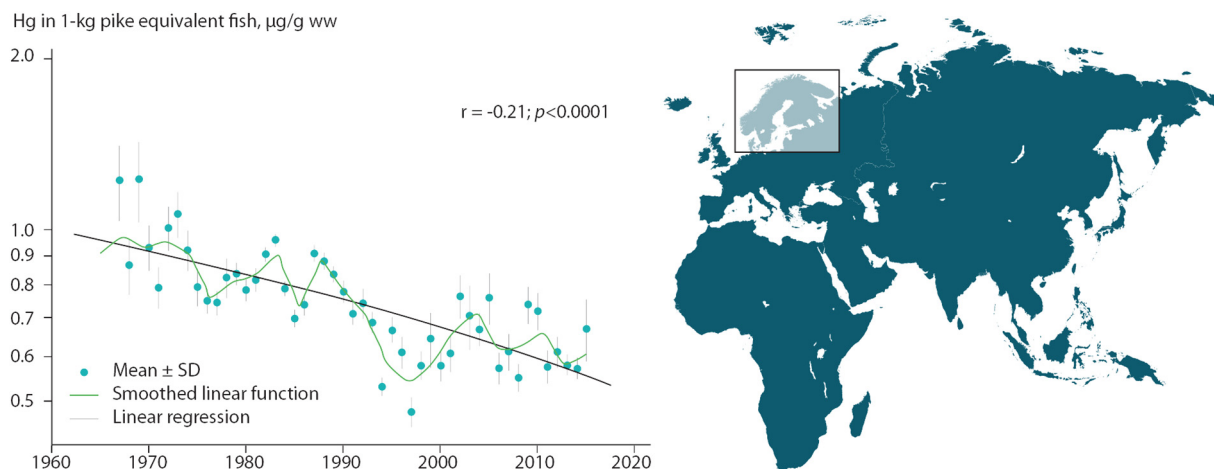 Hg in 1-kg pike equivalent fish, µg/g ww
2.0
r = -0.21; p<0.0001
1.0
0.9
0.8
0.7
0.6
0.5
Mean ± SD
Smoothed linear function
Linear regression
1960 1970 1980 1990 2000 2010 2020